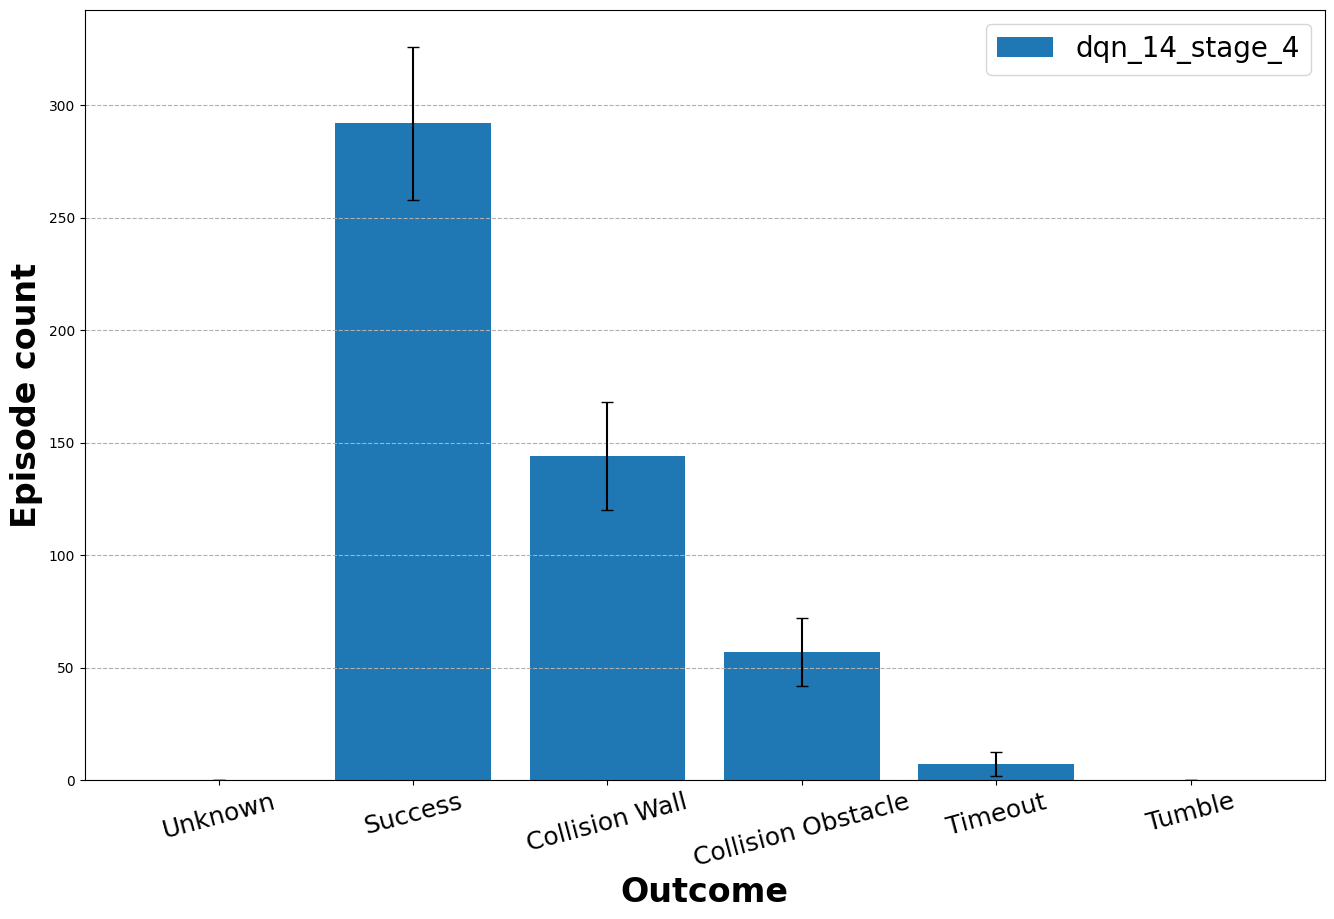 dqn_14_stage_4
Episode count
300
250
200
150
100
50
0
Unknown
Success
Collision Wall
Collision Obstacle
Timeout
Tumble
Outcome